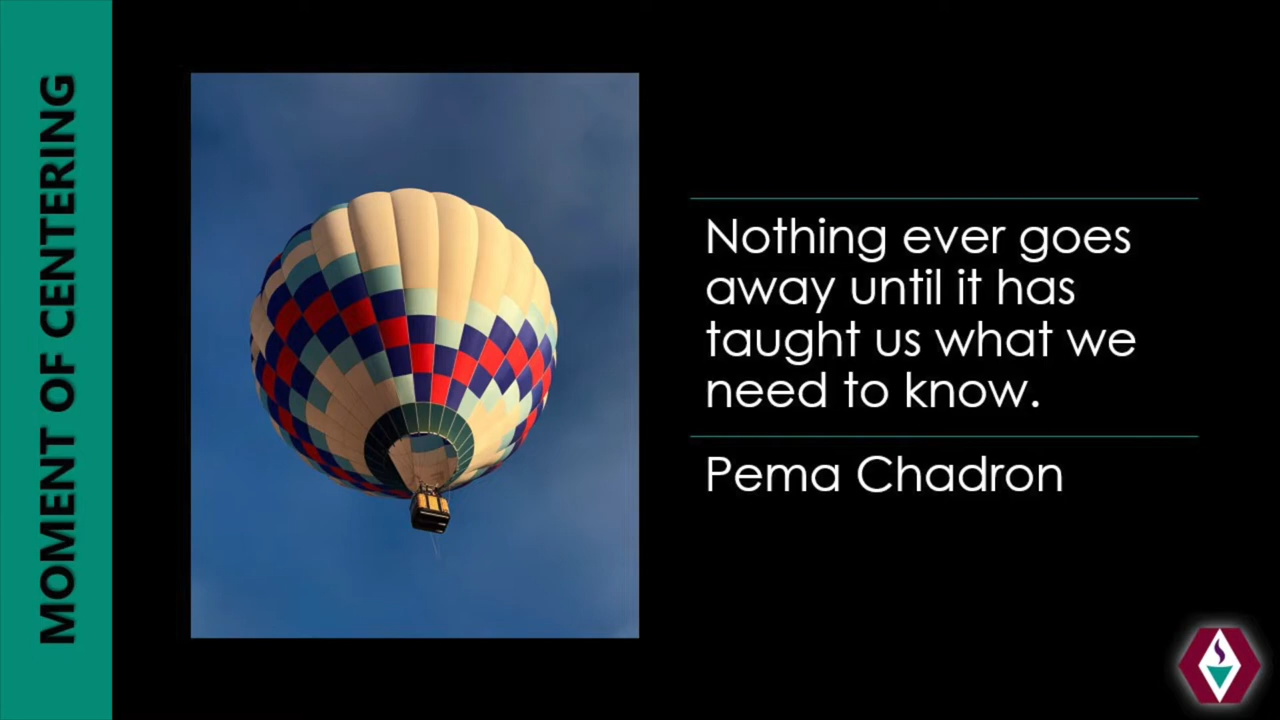 MOMENT OF CENTERING
Nothing ever goes
away until it has
taught us what we
need to know.
Pema Chadron